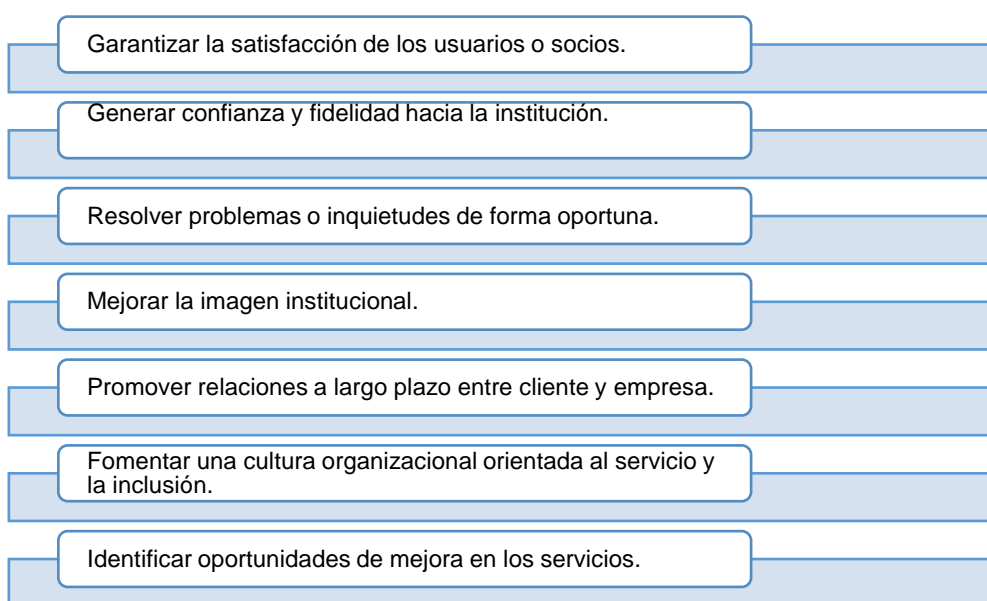 Garantizar la satisfacción de los usuarios o socios.
Generar confianza y fidelidad hacia la institución.
Resolver problemas o inquietudes de forma oportuna.
Mejorar la imagen institucional.
Promover relaciones a largo plazo entre cliente y empresa.
Fomentar una cultura organizacional orientada al servicio y
la inclusión.
Identificar oportunidades de mejora en los servicios.